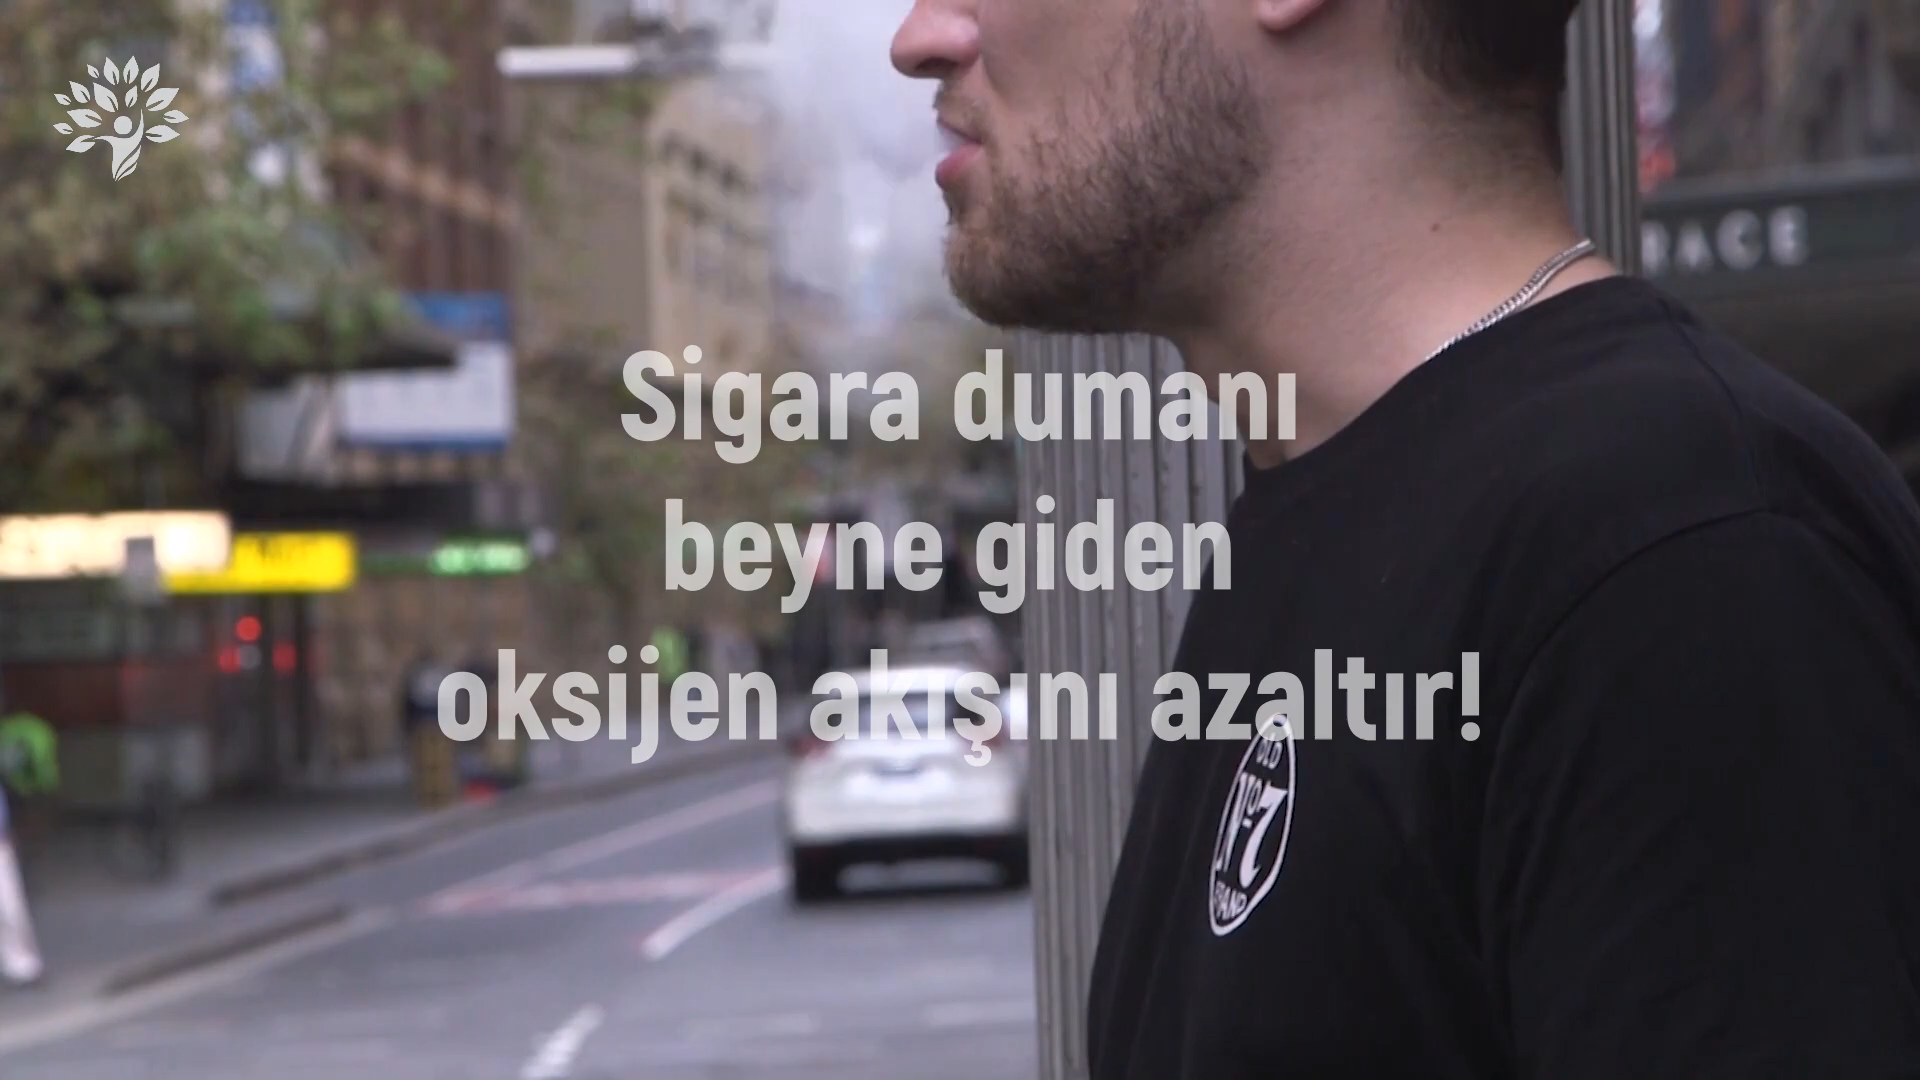 RACE
Sigara dumanı
beyne giden
oksijen akışını azaltır!
OLD
Nº7
BRAND